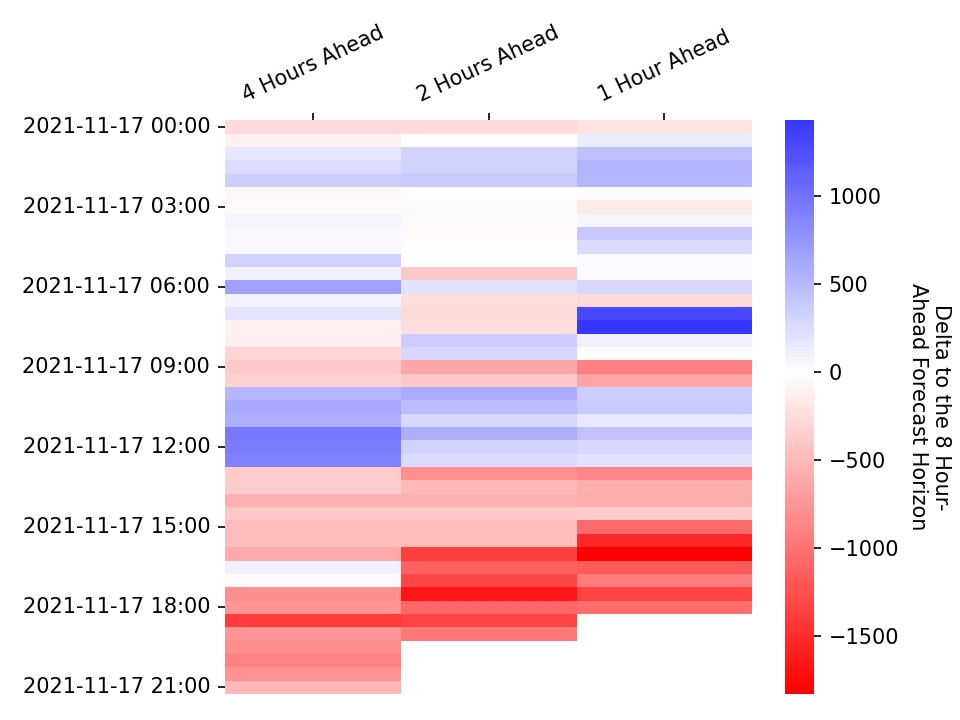 4 Hours Ahead
2 Hours Ahead
1 Hour Ahead
2021-11-17 00:00
2021-11-17 03:00
2021-11-17 06:00
2021-11-17 09:00
2021-11-17 12:00
2021-11-17 15:00
2021-11-17 18:00
2021-11-17 21:00
1000
500
0
−500
−1000
−1500
Delta to the 8 Hour-
Ahead Forecast Horizon